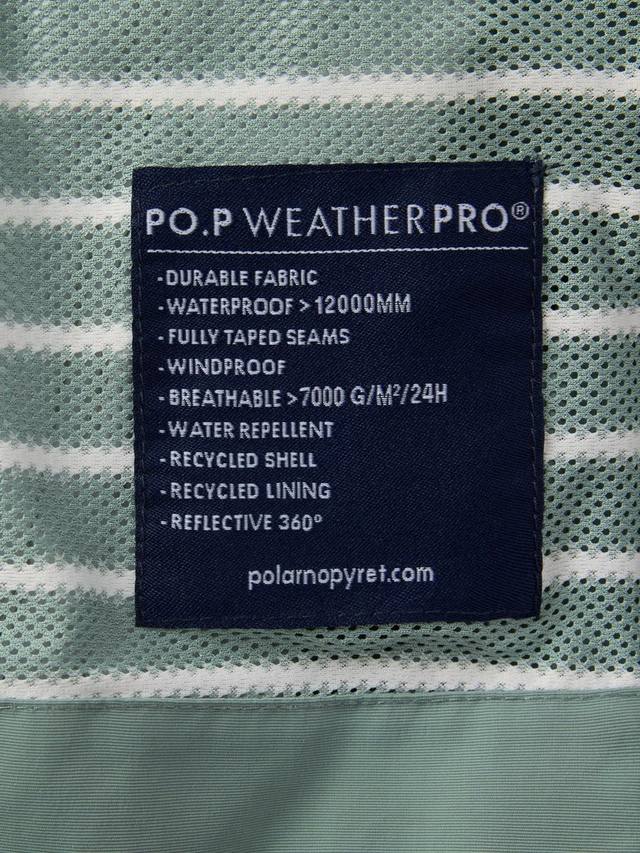 PO.P WEATHERPRO®
-DURABLE FABRIC
-WATERPROOF >12000MM
-FULLY TAPED SEAMS
-WINDPROOF
-BREATHABLE >7000 G/M²/24H
-WATER REPELLENT
-RECYCLED SHELL
-RECYCLED LINING
-REFLECTIVE 360°
polarnopyret.com